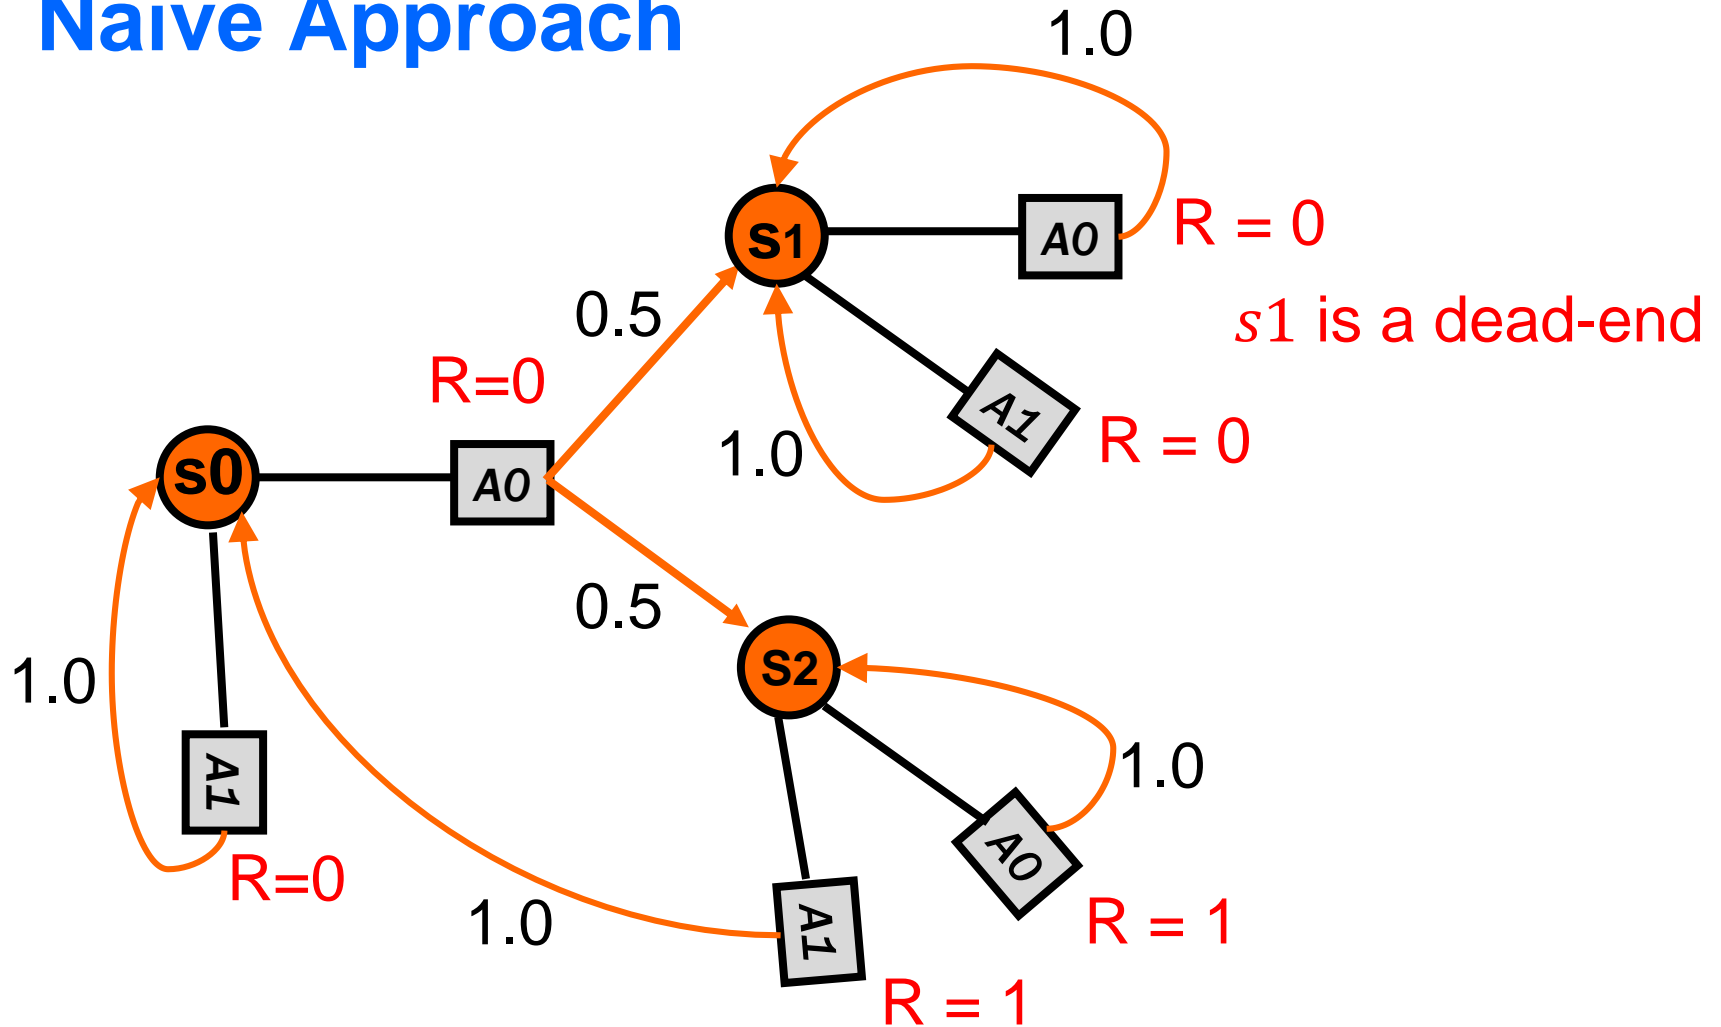 Naïve Approach
1.0
s1
A0
R = 0
0.5
s1 is a dead-end
R=0
A1
R = 0
1.0
s0
A0
0.5
1.0
S2
1.0
A1
A0
R=0
1.0
A1
R = 1
R = 1